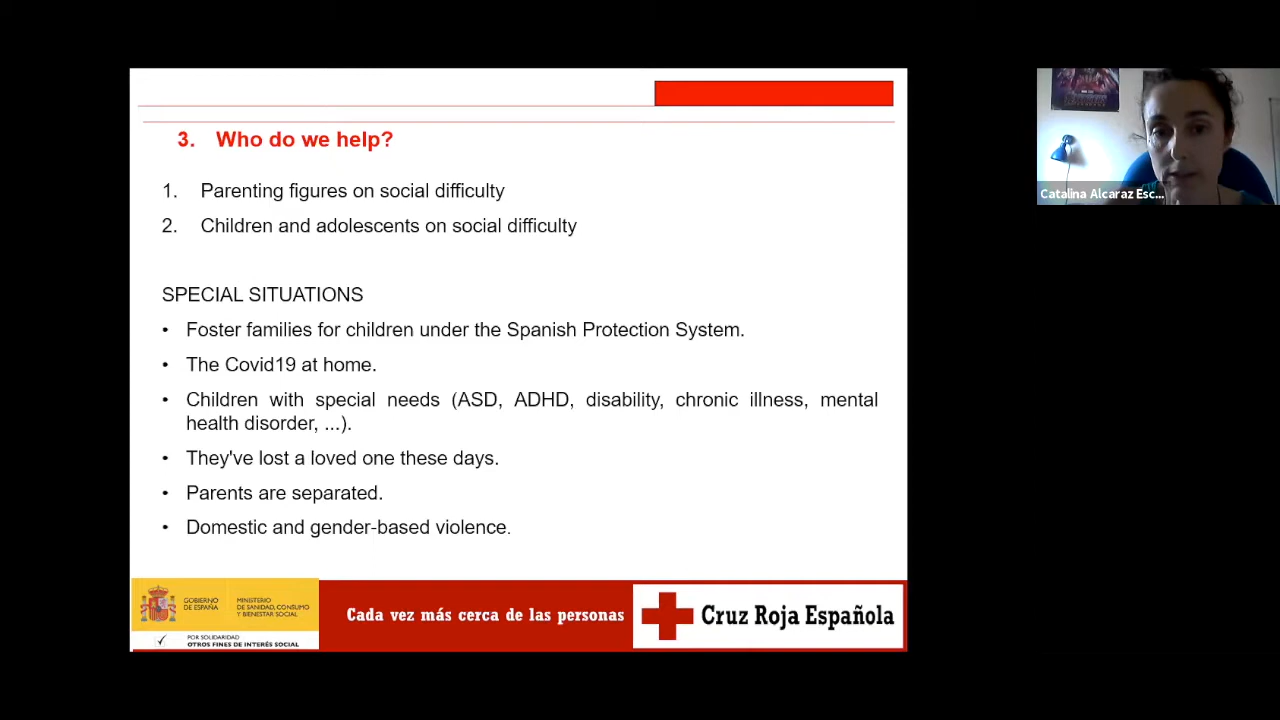 3. Who do we help?
1. Parenting figures on social difficulty
2. Children and adolescents on social difficulty
SPECIAL SITUATIONS
• Foster families for children under the Spanish Protection System.
• The Covid19 at home.
• Children with special needs (ASD, ADHD, disability, chronic illness, mental
health disorder, ...).
• They've lost a loved one these days.
• Parents are separated.
• Domestic and gender-based violence.
GOBIERNO
DE ESPAÑA
MINISTERIO
DE SANIDAD, CONSUMO
Y BIENESTAR SOCIAL
POR SOLIDARIDAD
OTROS FINES DE INTERÉS SOCIAL
Cada vez más cerca de las personas
Cruz Roja Española
Catalina Alcaraz Esc...